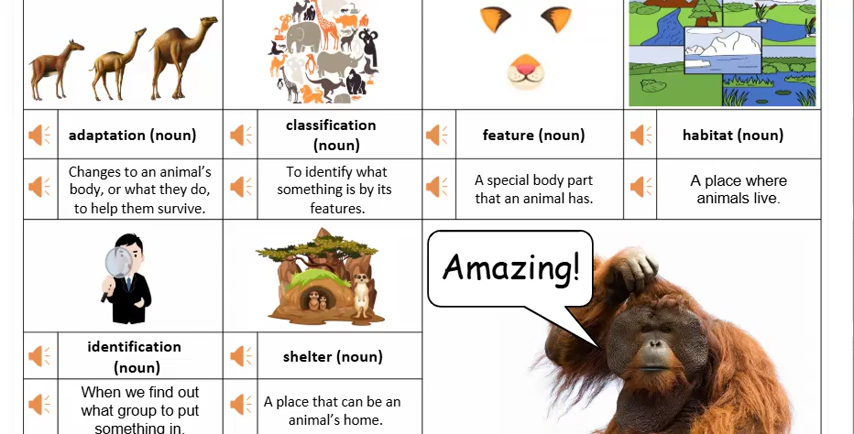 adaptation (noun)
classification
(noun)
feature (noun)
habitat (noun)
Changes to an animal's
body, or what they do,
to help them survive.
To identify what
something is by its
features.
A special body part
that an animal has.
A place where
animals live.
Amazing!
identification
(noun)
shelter (noun)
When we find out
what group to put
something in.
A place that can be an
animal's home.